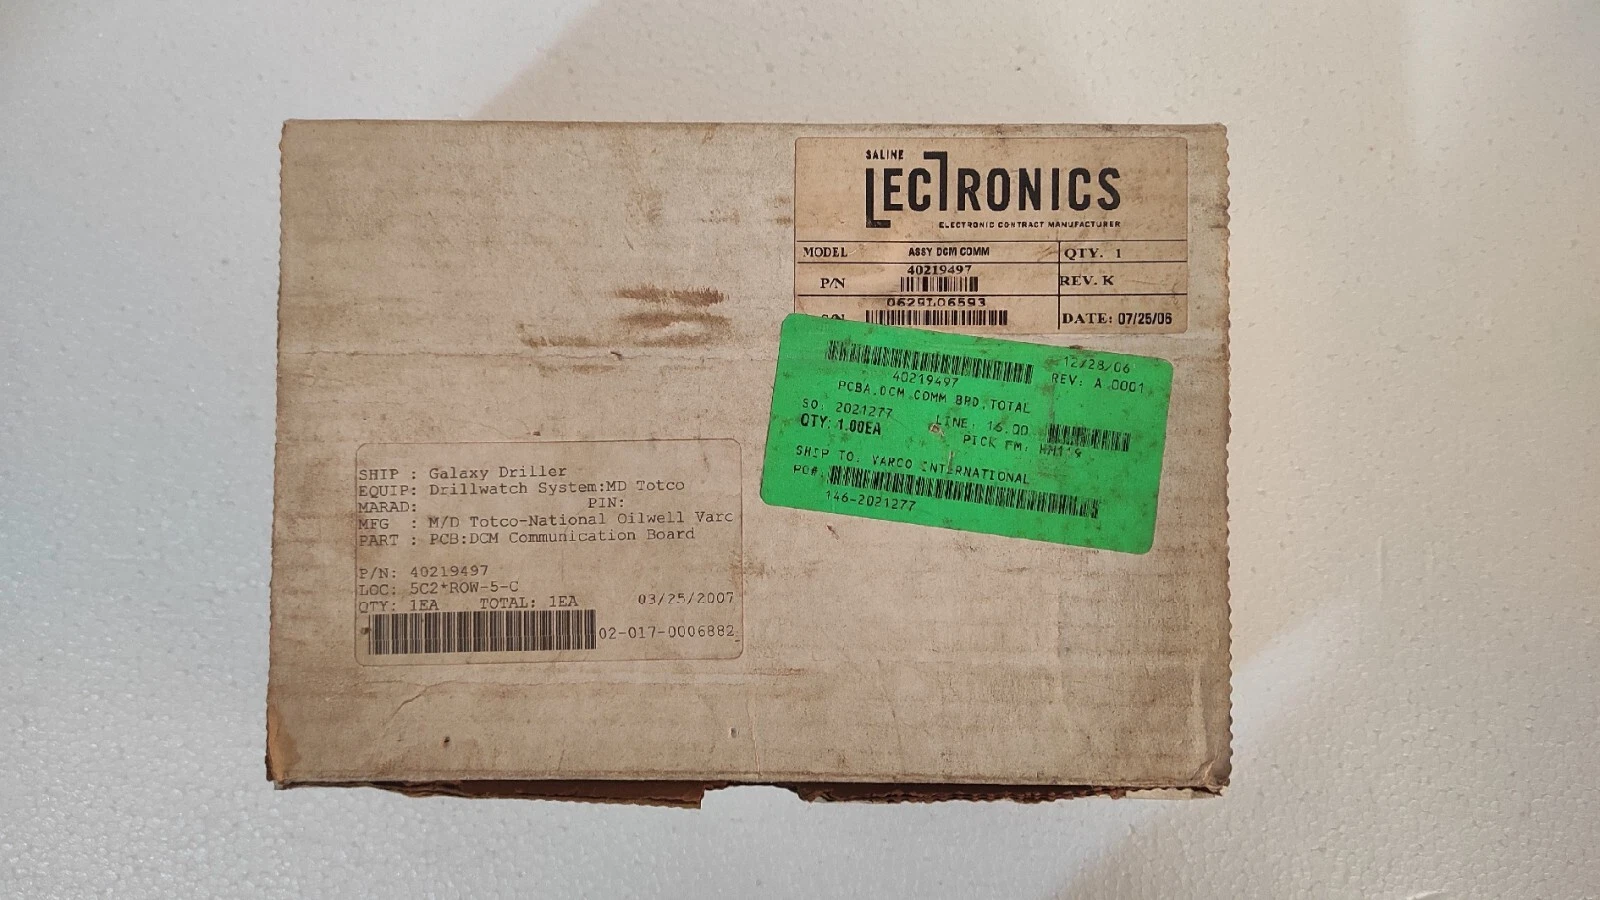 SALINE
LECTRONICS
ELECTRONIC CONTRACT MANUFACTURER
MODEL ASSY DCM COMM QTY. 1
P/N 40219497 REV. K
S/N 0629L06593 DATE: 07/25/06
12/28/06
40219497 REV: A.0001
PCBA,DCM COMM BRD,TOTAL
SO: 2021277 LINE: 16.00
QTY: 1.00EA PICK FM:
SHIP TO: VARCO INTERNATIONAL
PO#:
146-2021277
SHIP : Galaxy Driller
EQUIP: Drillwatch System:MD Totco
MARAD: PIN:
MFG : M/D Totco-National Oilwell Varc
PART : PCB:DCM Communication Board
P/N: 40219497
LOC: 5C2*ROW-5-C
QTY: 1EA TOTAL: 1EA 03/25/2007
02-017-0006882